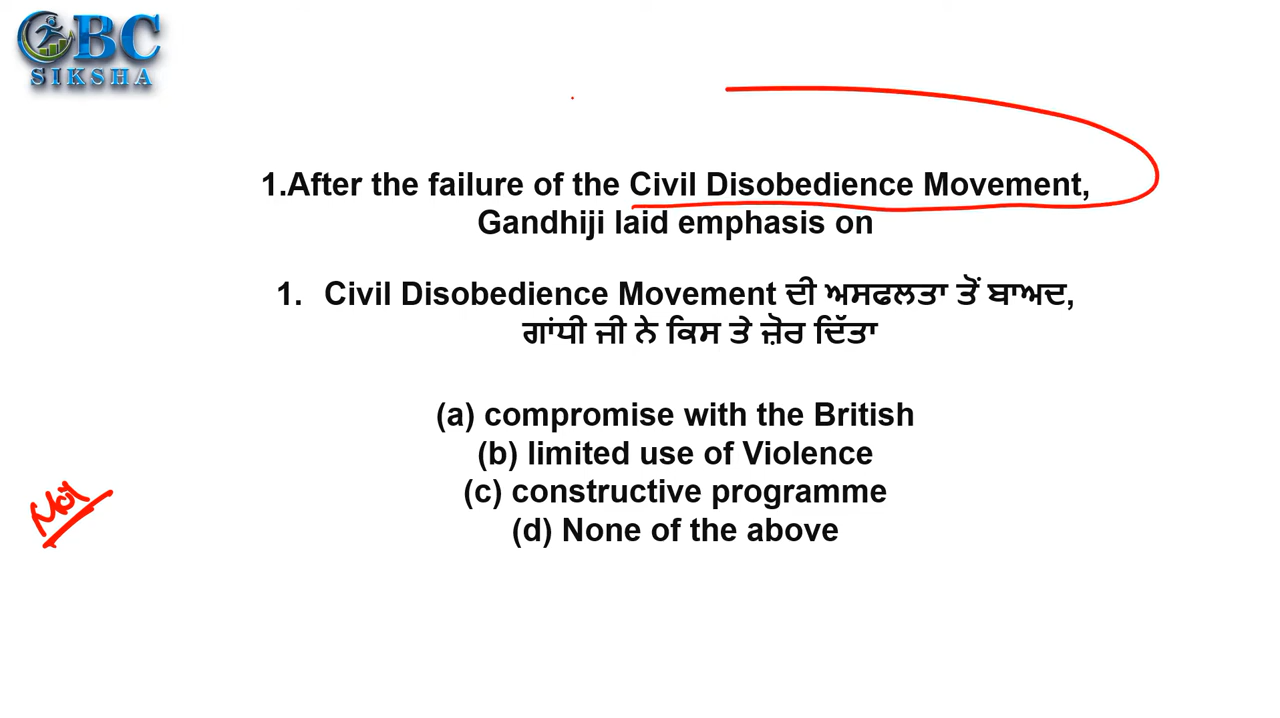 OBC
SIKSHA
1.After the failure of the Civil Disobedience Movement,
Gandhiji laid emphasis on
1. Civil Disobedience Movement ਦੀ ਅਸਫਲਤਾ ਤੋਂ ਬਾਅਦ,
ਗਾਂਧੀ ਜੀ ਨੇ ਕਿਸ ਤੇ ਜ਼ੋਰ ਦਿੱਤਾ
(a) compromise with the British
(b) limited use of Violence
(c) constructive programme
(d) None of the above